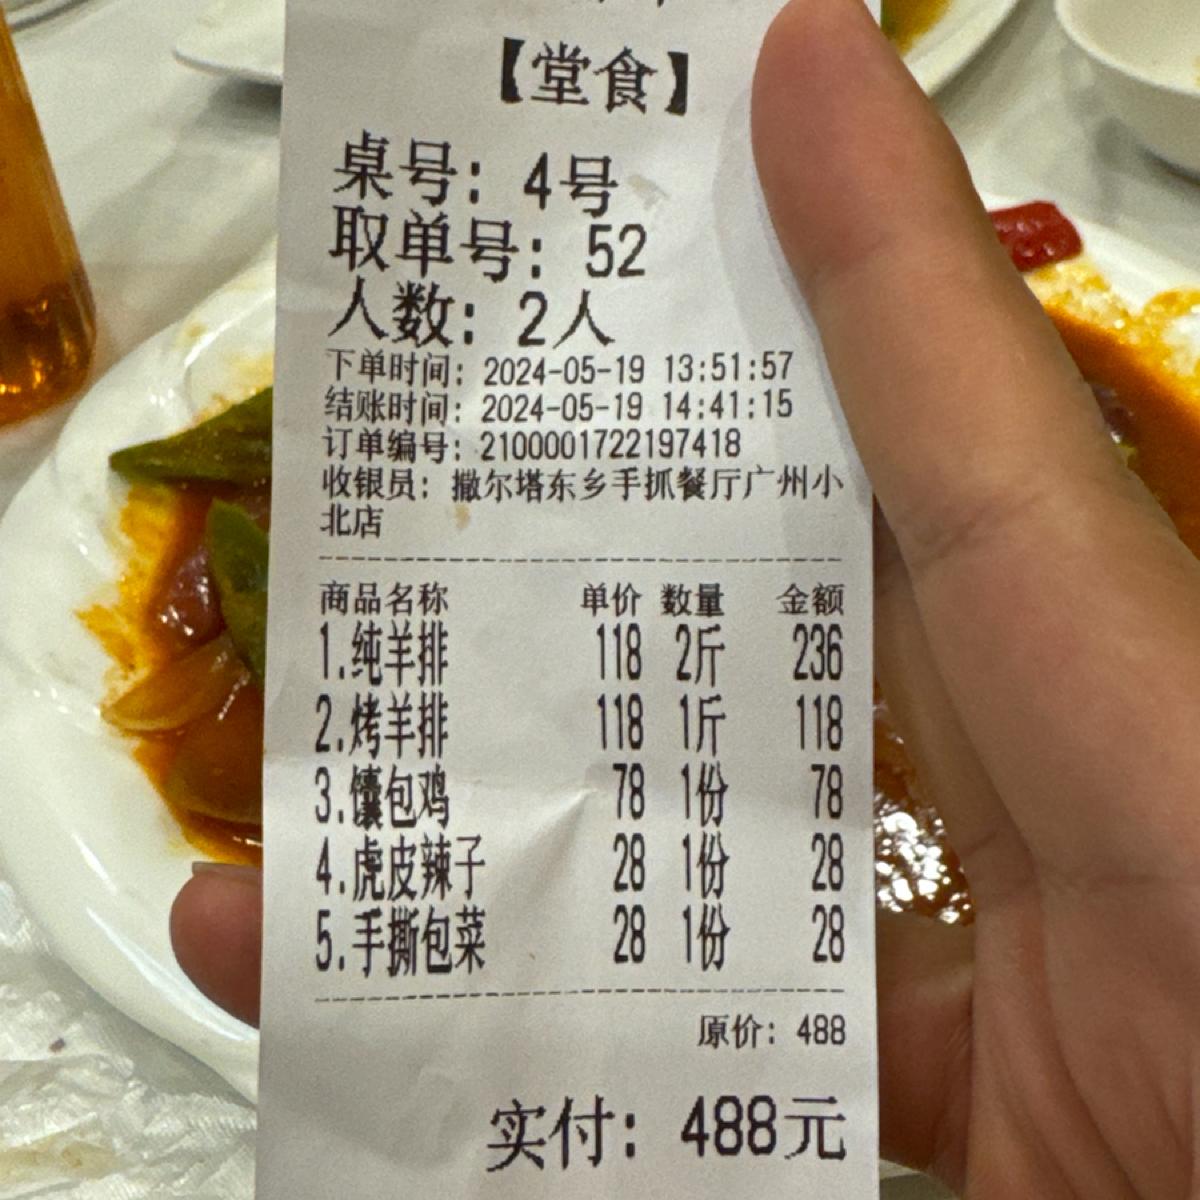 【堂食】
桌号: 4号
取单号: 52
人数: 2人
下单时间: 2024-05-19 13:51:57
结账时间: 2024-05-19 14:41:15
订单编号: 2100001722197418
收银员: 撒尔塔东乡手抓餐厅广州小
北店
商品名称 单价 数量 金额
1.纯羊排 118 2斤 236
2.烤羊排 118 1斤 118
3.馕包鸡 78 1份 78
4.虎皮辣子 28 1份 28
5.手撕包菜 28 1份 28
原价: 488
实付: 488元